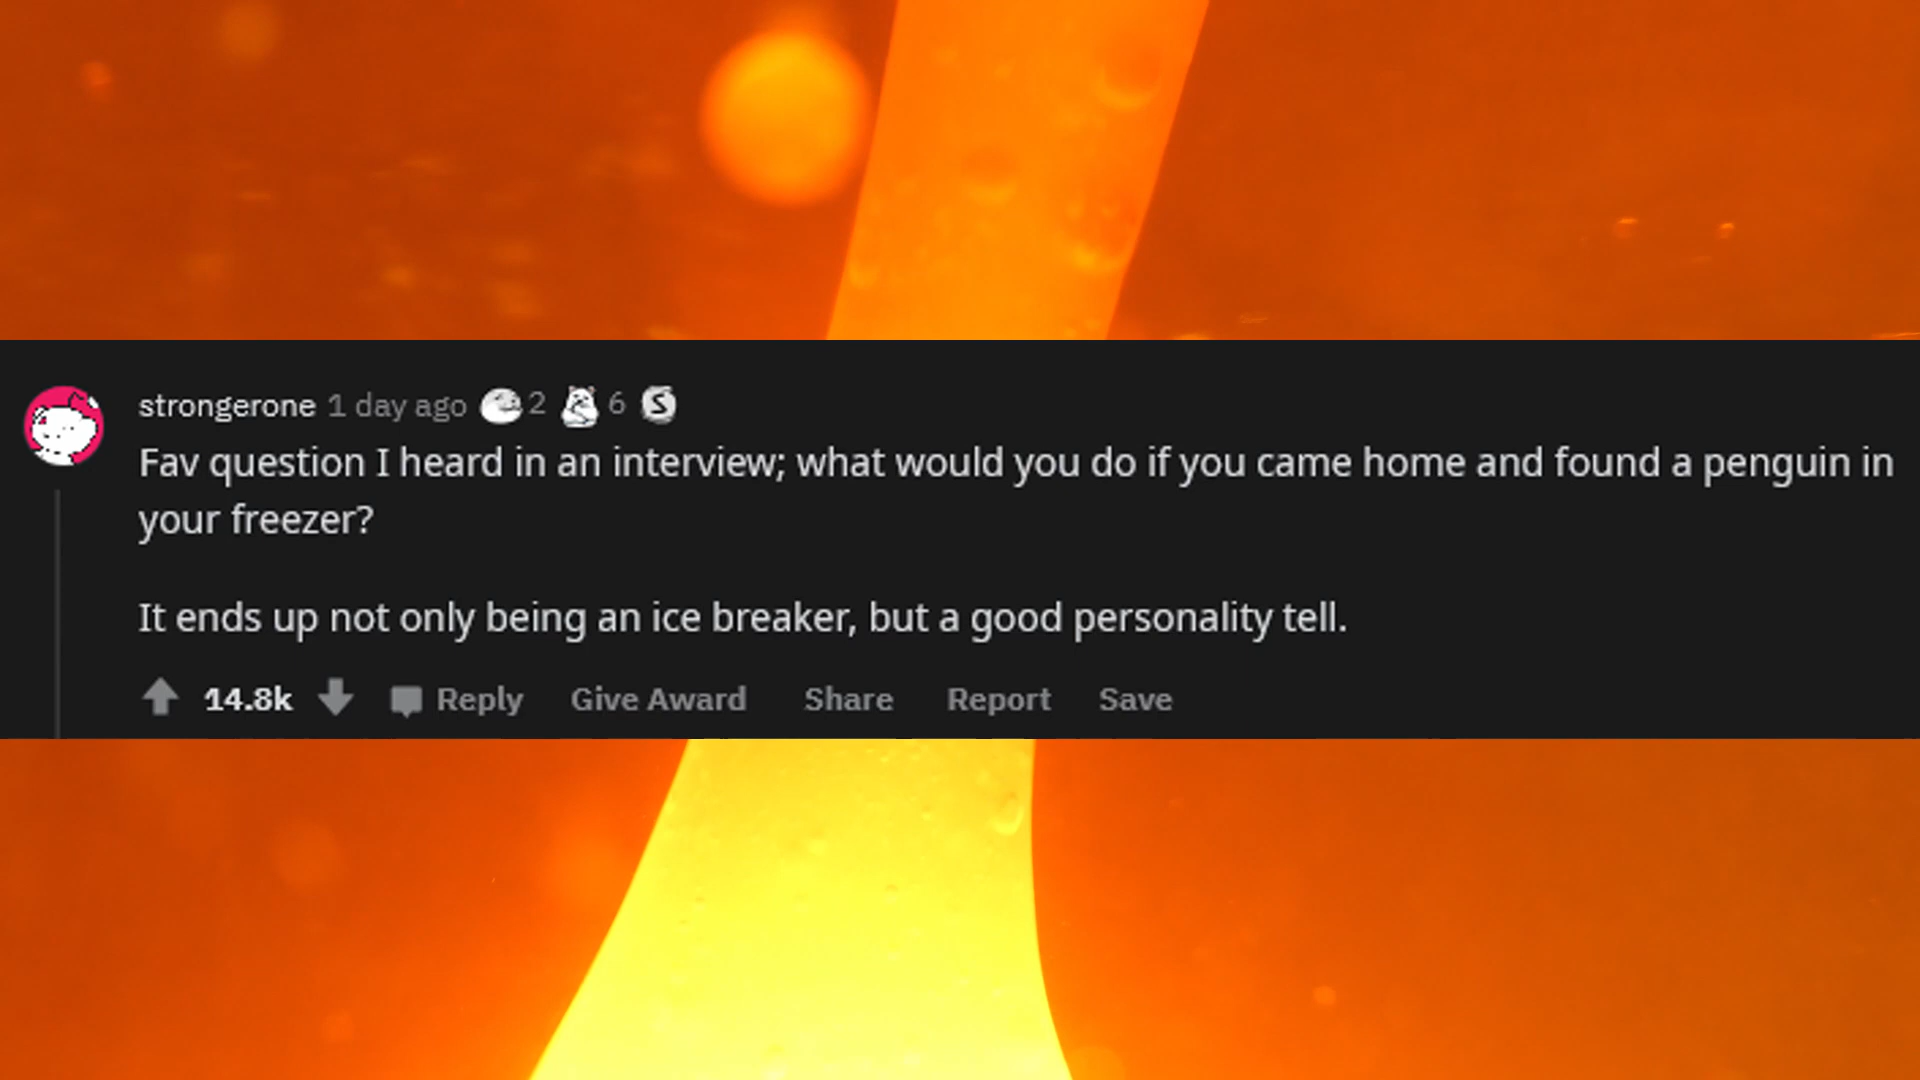 strongerone 1 day ago 2 6 S
Fav question I heard in an interview; what would you do if you came home and found a penguin in
your freezer?
It ends up not only being an ice breaker, but a good personality tell.
14.8k Reply Give Award Share Report Save